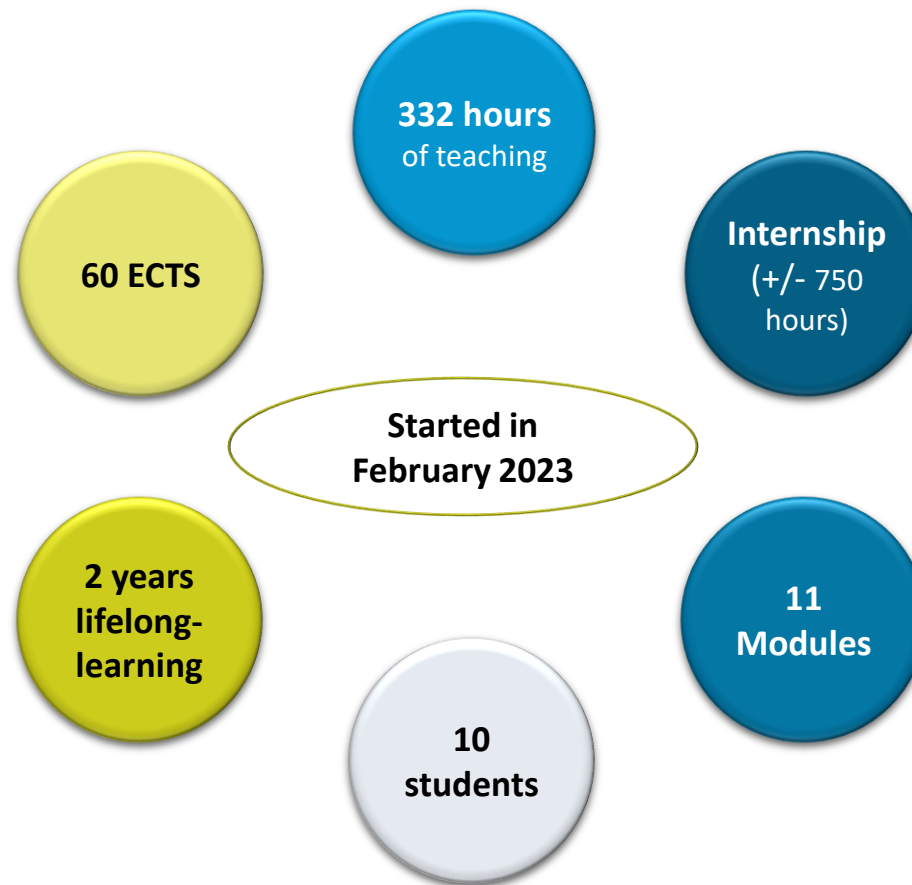 332 hours
of teaching
Internship
(+/- 750
hours)
60 ECTS
Started in
February 2023
2 years
lifelong-
learning
11
Modules
10
students